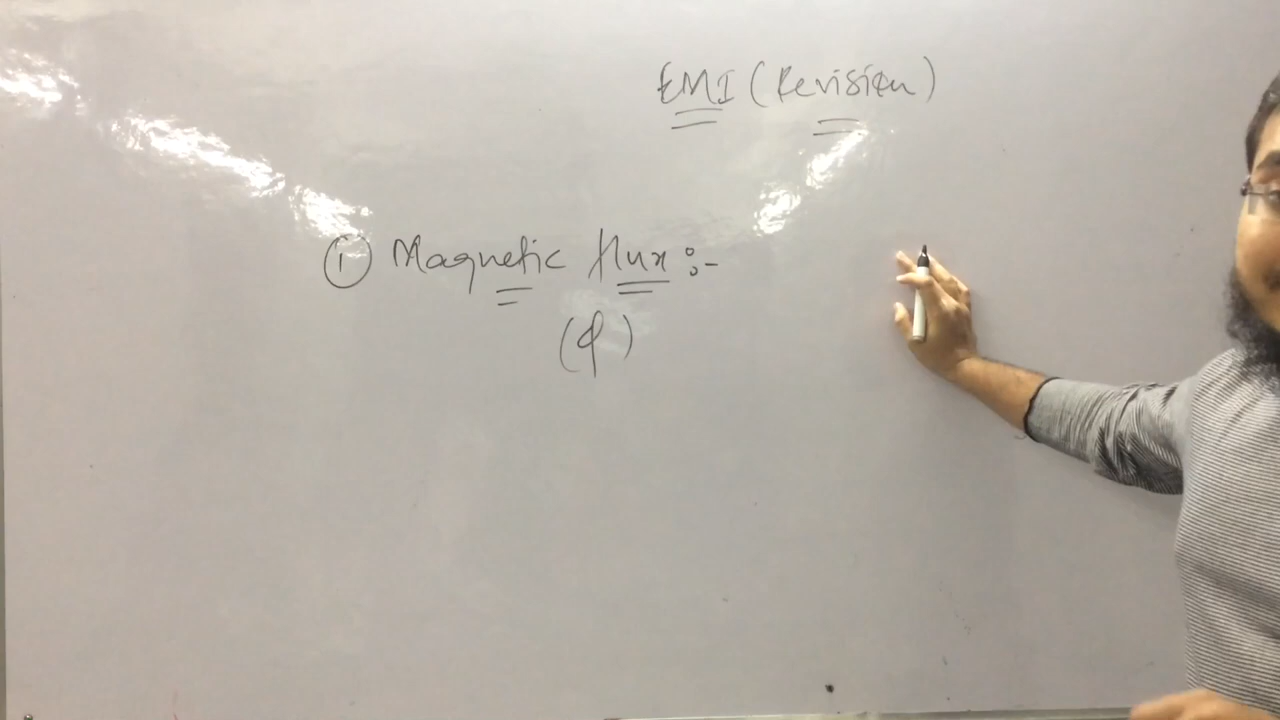 EMI (Revision)
① Magnetic flux :-
(φ)